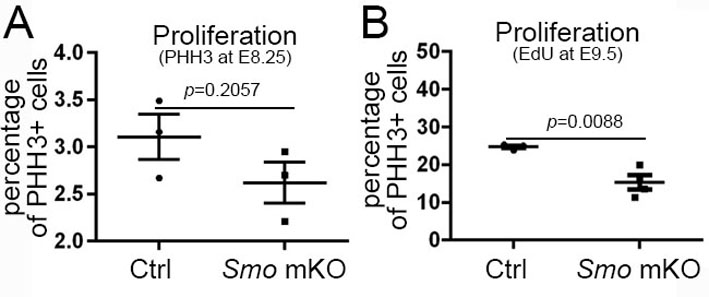 A
Proliferation
(PHH3 at E8.25)
percentage
of PHH3+ cells
4.0
3.5
3.0
2.5
2.0
p=0.2057
Ctrl
Smo mKO
B
Proliferation
(EdU at E9.5)
percentage
of PHH3+ cells
50
40
30
20
10
0
p=0.0088
Ctrl
Smo mKO